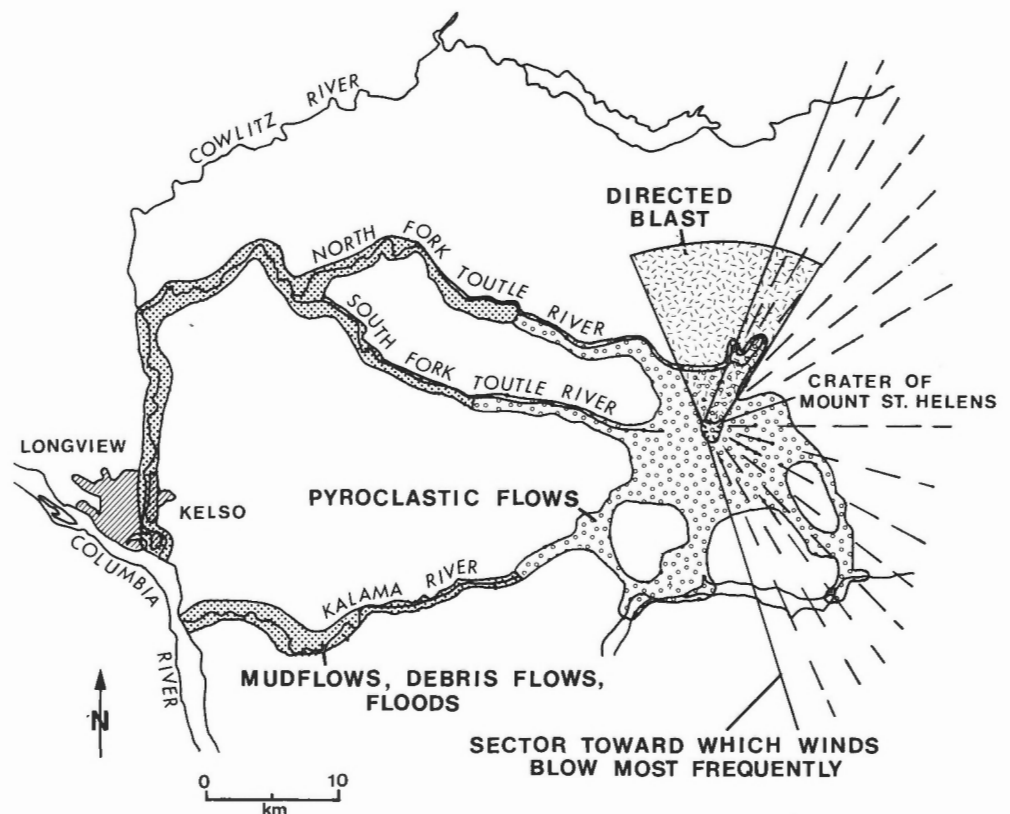 COWLITZ RIVER
DIRECTED
BLAST
NORTH FORK TOUTLE RIVER
SOUTH FORK TOUTLE RIVER
CRATER OF
MOUNT ST. HELENS
LONGVIEW
KELSO
PYROCLASTIC FLOWS
COLUMBIA RIVER
KALAMA RIVER
MUDFLOWS, DEBRIS FLOWS,
FLOODS
N
SECTOR TOWARD WHICH WINDS
BLOW MOST FREQUENTLY
0 10
km